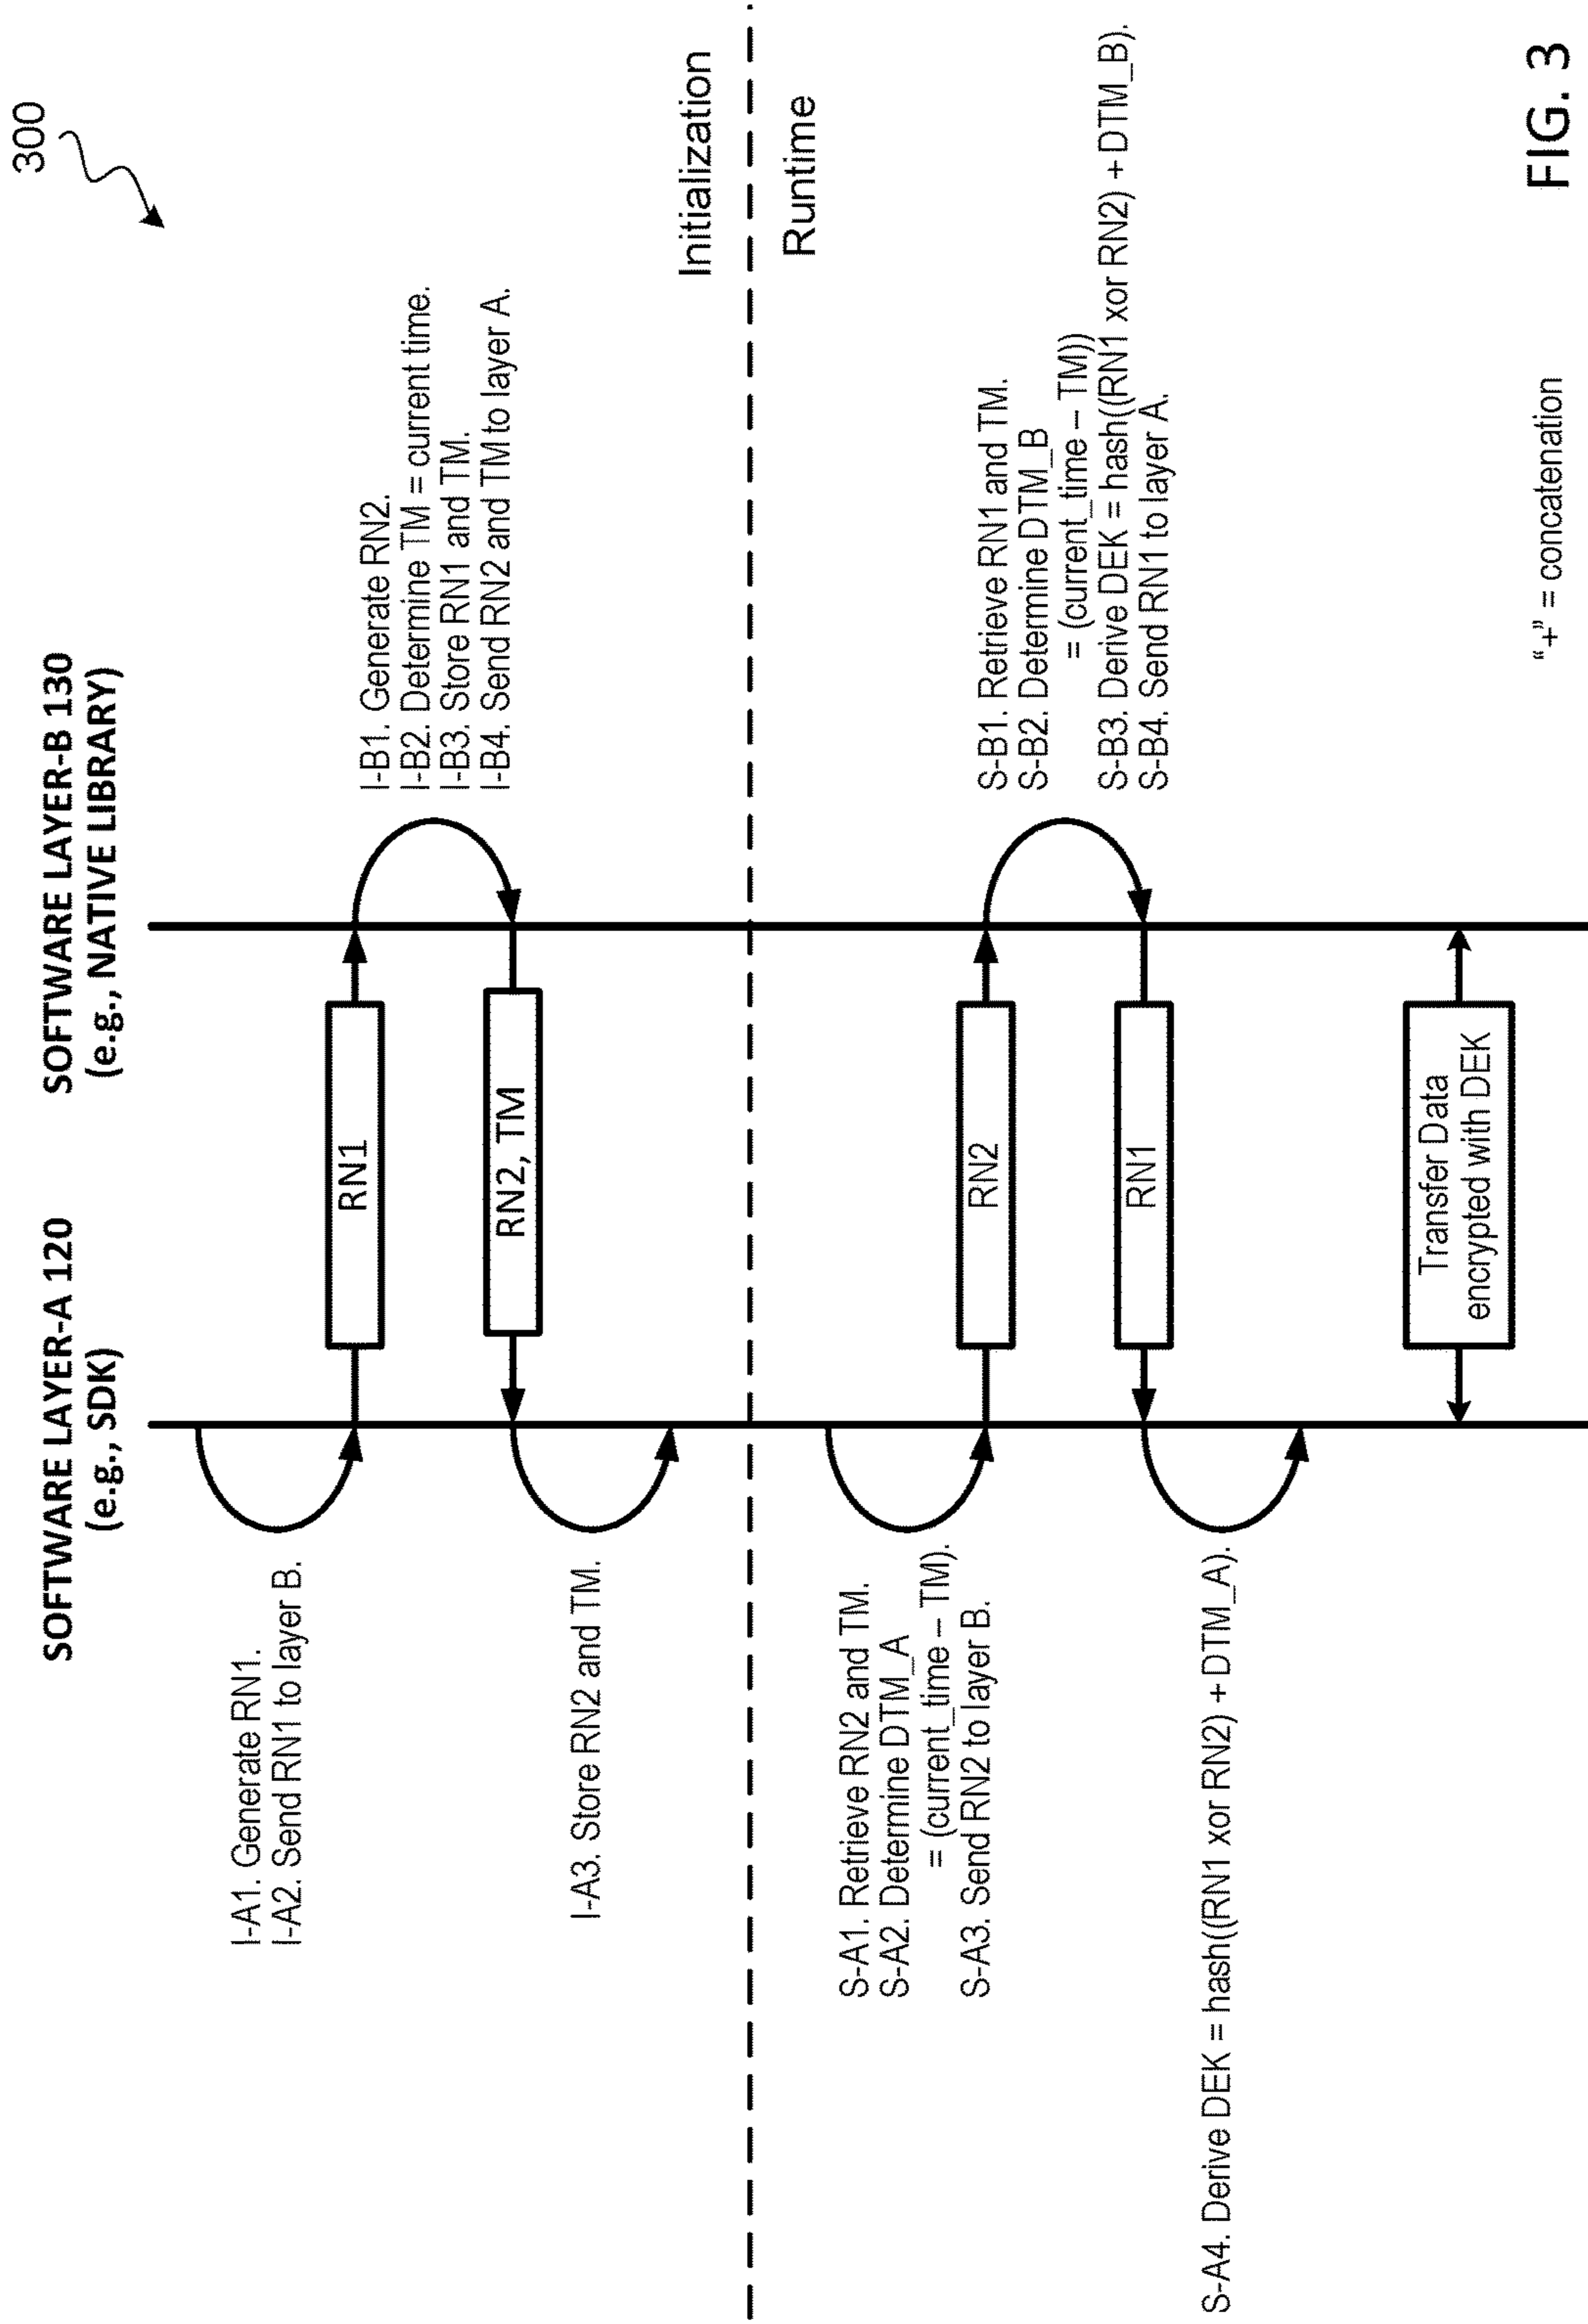 300
SOFTWARE LAYER-A 120
(e.g., SDK)
SOFTWARE LAYER-B 130
(e.g., NATIVE LIBRARY)
I-A1. Generate RN1.
I-A2. Send RN1 to layer B.
RN1
I-B1. Generate RN2.
I-B2. Determine TM = current time.
I-B3. Store RN1 and TM.
I-B4. Send RN2 and TM to layer A.
RN2, TM
I-A3. Store RN2 and TM.
Initialization
Runtime
S-A1. Retrieve RN2 and TM.
S-A2. Determine DTM_A
= (current_time – TM).
S-A3. Send RN2 to layer B.
RN2
S-B1. Retrieve RN1 and TM.
S-B2. Determine DTM_B
= (current_time – TM))
S-B3. Derive DEK = hash((RN1 xor RN2) + DTM_B).
S-B4. Send RN1 to layer A.
RN1
S-A4. Derive DEK = hash((RN1 xor RN2) + DTM_A).
Transfer Data
encrypted with DEK
“+” = concatenation
FIG. 3